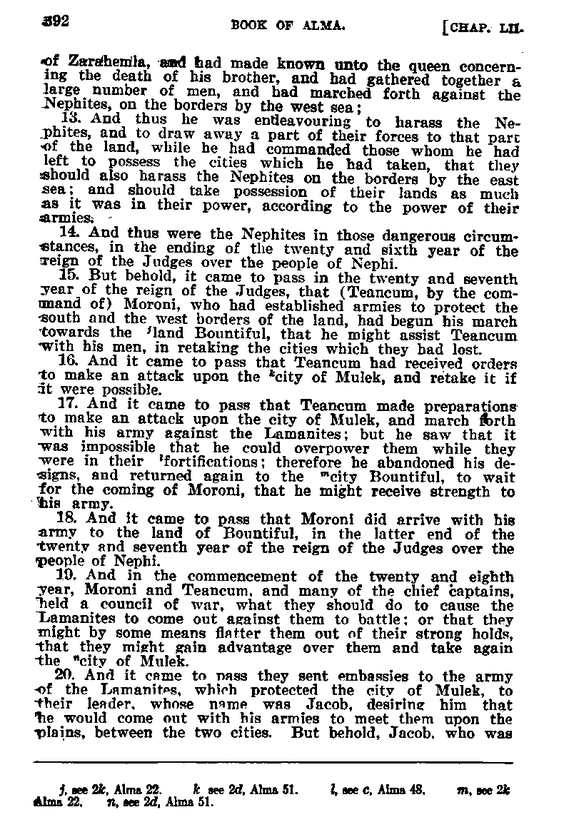 392 BOOK OF ALMA. [CHAP. LII.
of Zarahemla, and had made known unto the queen concern-
ing the death of his brother, and had gathered together a
large number of men, and had marched forth against the
Nephites, on the borders by the west sea;
13. And thus he was endeavouring to harass the Ne-
phites, and to draw away a part of their forces to that part
of the land, while he had commanded those whom he had
left to possess the cities which he had taken, that they
should also harass the Nephites on the borders by the east
sea; and should take possession of their lands as much
as it was in their power, according to the power of their
armies.
14. And thus were the Nephites in those dangerous circum-
stances, in the ending of the twenty and sixth year of the
reign of the Judges over the people of Nephi.
15. But behold, it came to pass in the twenty and seventh
year of the reign of the Judges, that (Teancum, by the com-
mand of) Moroni, who had established armies to protect the
south and the west borders of the land, had begun his march
towards the jland Bountiful, that he might assist Teancum
with his men, in retaking the cities which they had lost.
16. And it came to pass that Teancum had received orders
to make an attack upon the kcity of Mulek, and retake it if
it were possible.
17. And it came to pass that Teancum made preparations
to make an attack upon the city of Mulek, and march forth
with his army against the Lamanites; but he saw that it
was impossible that he could overpower them while they
were in their lfortifications; therefore he abandoned his de-
signs, and returned again to the mcity Bountiful, to wait
for the coming of Moroni, that he might receive strength to
his army.
18. And it came to pass that Moroni did arrive with his
army to the land of Bountiful, in the latter end of the
twenty and seventh year of the reign of the Judges over the
people of Nephi.
19. And in the commencement of the twenty and eighth
year, Moroni and Teancum, and many of the chief captains,
held a council of war, what they should do to cause the
Lamanites to come out against them to battle; or that they
might by some means flatter them out of their strong holds,
that they might gain advantage over them and take again
the ncity of Mulek.
20. And it came to pass they sent embassies to the army
of the Lamanites, which protected the city of Mulek, to
their leader, whose name was Jacob, desiring him that
he would come out with his armies to meet them upon the
plains, between the two cities. But behold, Jacob, who was
j, see 2k, Alma 22. k see 2d, Alma 51. l, see c, Alma 48. m, see 2k
Alma 22. n, see 2d, Alma 51.